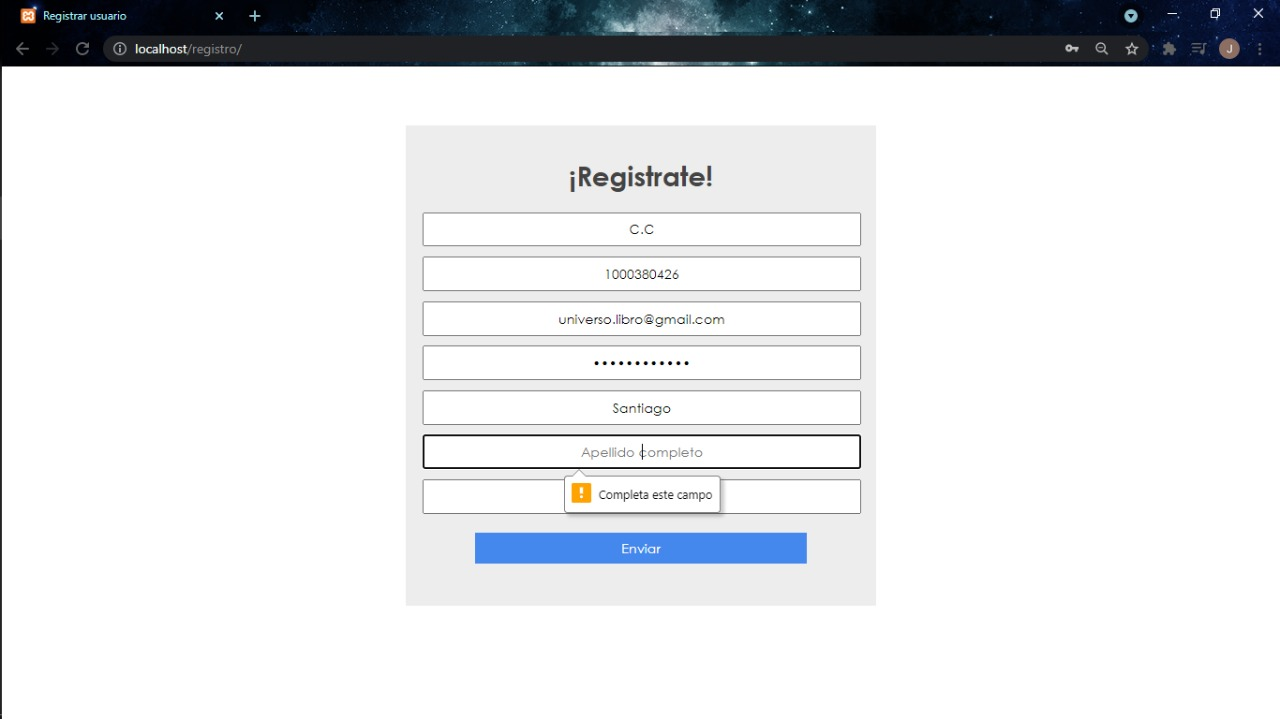 Registrar usuario
localhost/registro/
J
¡Registrate!
C.C
1000380426
universo.libro@gmail.com
••••••••••••
Santiago
Apellido completo
Completa este campo
Enviar